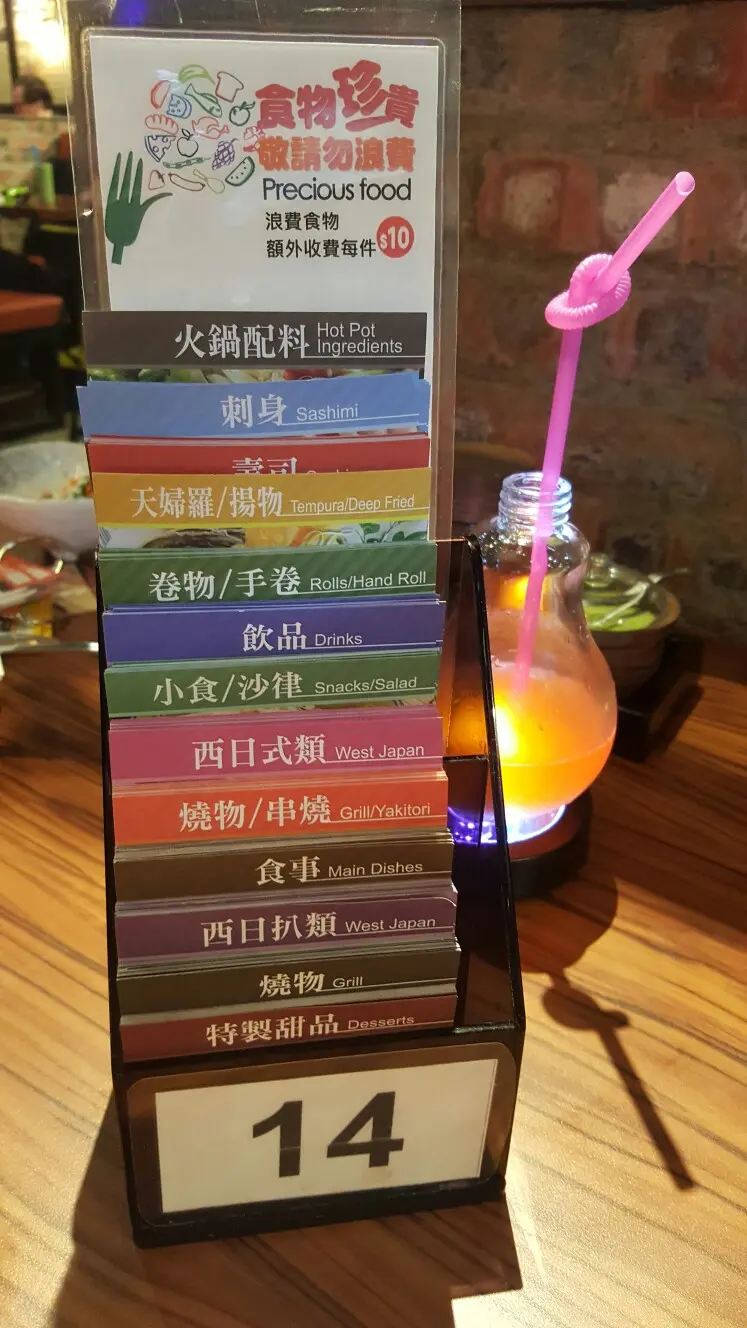 食物珍貴
敬請勿浪費
Precious food
浪費食物
額外收費每件 $10
火鍋配料 Hot Pot Ingredients
刺身 Sashimi
壽司
天婦羅/揚物 Tempura/Deep Fried
卷物/手卷 Rolls/Hand Roll
飲品 Drinks
小食/沙律 Snacks/Salad
西日式類 West Japan
燒物/串燒 Grill/Yakitori
食事 Main Dishes
西日扒類 West Japan
燒物 Grill
特製甜品 Desserts
14